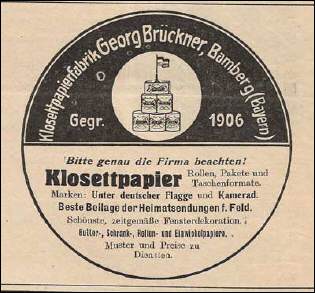 Klosettpapierfabrik Georg Brückner, Bamberg (Bayern)
Gegr. 1906
Bitte genau die Firma beachten!
Klosettpapier Rollen, Pakete und
Taschenformate.
Marken: Unter deutscher Flagge und Kamerad.
Beste Beilage der Heimatsendungen f. Feld.
Schönste, zeitgemäße Fensterdekoration.
Butter-, Schrank-, Rollen- und Einwickelpapiere.
Muster und Preise zu
Diensten.